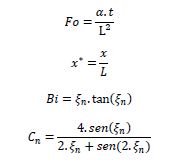 Fo = α.t / L²
x* = x / L
Bi = ξₙ.tan(ξₙ)
Cₙ = 4.sen(ξₙ) / 2.ξₙ + sen(2.ξₙ)